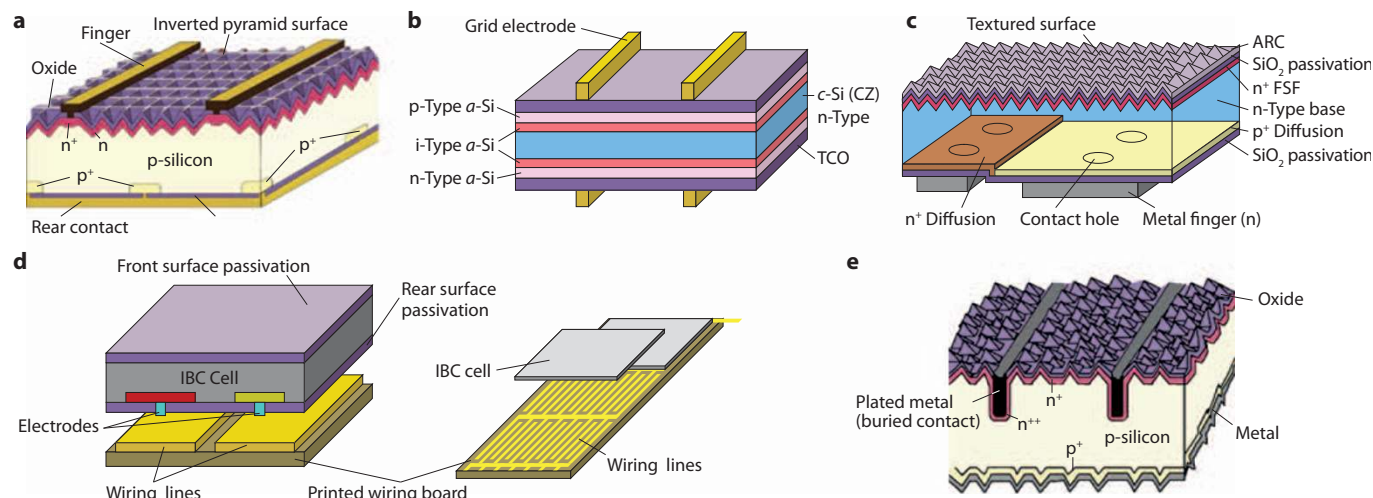 a
Inverted pyramid surface
Finger
Oxide
n+
n
p-silicon
p+
p+
Rear contact
b
Grid electrode
p-Type a-Si
i-Type a-Si
n-Type a-Si
c-Si (CZ)
n-Type
TCO
c
Textured surface
ARC
SiO2 passivation
n+ FSF
n-Type base
p+ Diffusion
SiO2 passivation
n+ Diffusion
Contact hole
Metal finger (n)
d
Front surface passivation
Rear surface
passivation
IBC Cell
Electrodes
Wiring lines
Printed wiring board
IBC cell
Wiring lines
e
Oxide
Plated metal
(buried contact)
n+
n++
p-silicon
p+
Metal